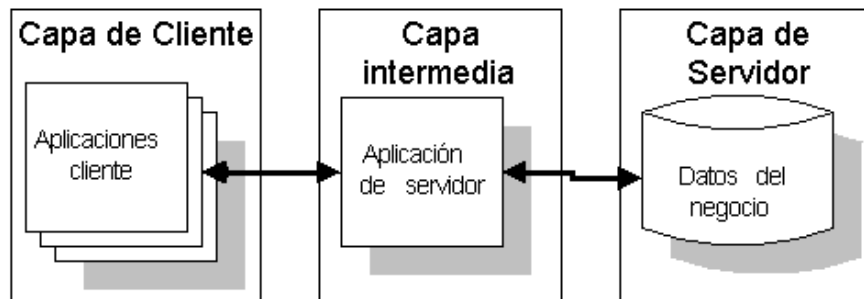 Capa de Cliente
Aplicaciones
cliente
Capa
intermedia
Aplicación
de servidor
Capa de
Servidor
Datos del
negocio